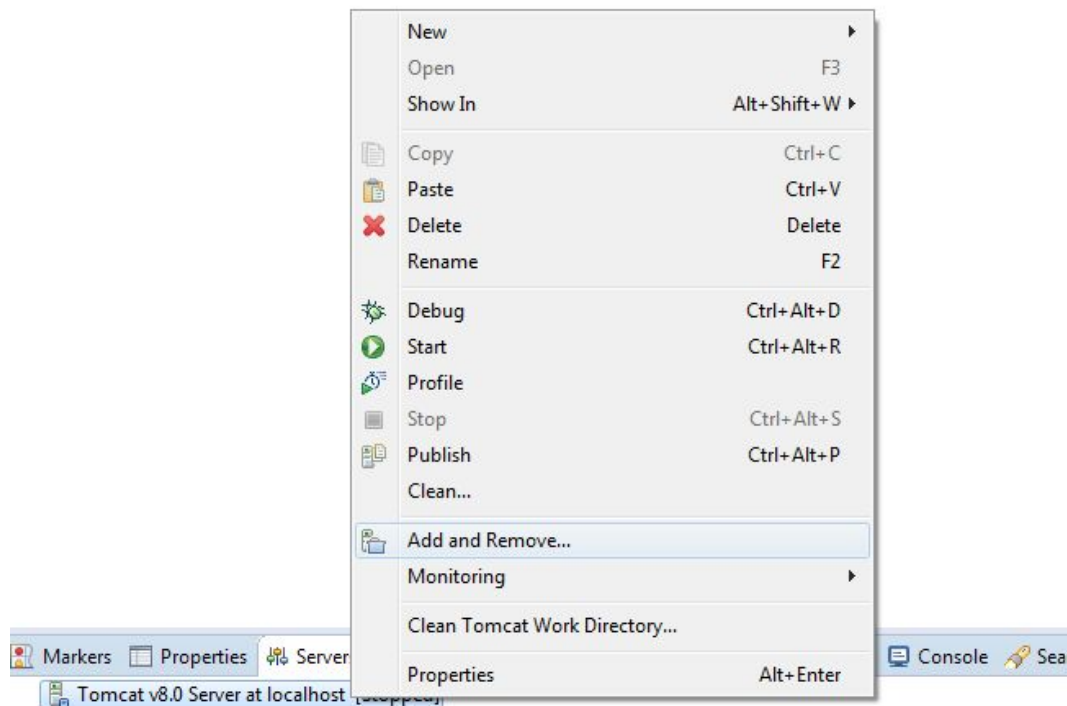 New
Open F3
Show In Alt+Shift+W
Copy Ctrl+C
Paste Ctrl+V
Delete Delete
Rename F2
Debug Ctrl+Alt+D
Start Ctrl+Alt+R
Profile
Stop Ctrl+Alt+S
Publish Ctrl+Alt+P
Clean...
Add and Remove...
Monitoring
Clean Tomcat Work Directory...
Properties Alt+Enter
Markers Properties Server Console Sea
Tomcat v8.0 Server at localhost [Stopped]